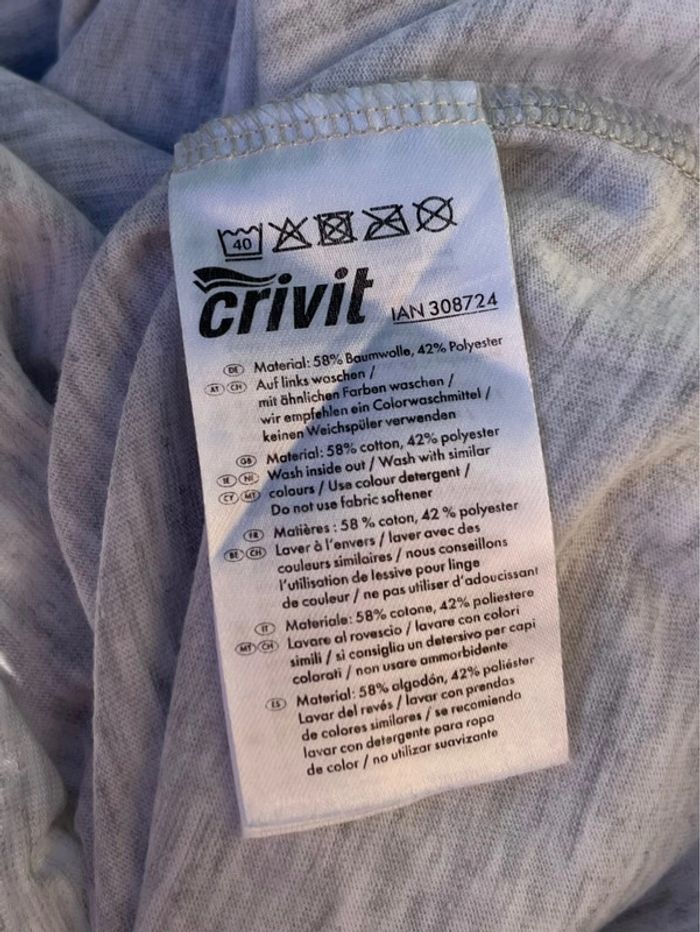 40
crivit
IAN 308724
DE Material: 58% Baumwolle, 42% Polyester
AT CH Auf links waschen /
mit ähnlichen Farben waschen /
wir empfehlen ein Colorwaschmittel /
keinen Weichspüler verwenden
GB Material: 58% cotton, 42% polyester
IE NI Wash inside out / Wash with similar
CY MT colours / Use colour detergent /
Do not use fabric softener
FR Matières : 58 % coton, 42 % polyester
BE CH Laver à l'envers / laver avec des
couleurs similaires / nous conseillons
l'utilisation de lessive pour linge
de couleur / ne pas utiliser d'adoucissant
IT Materiale: 58% cotone, 42% poliestere
MT CH Lavare al rovescio / lavare con colori
simili / si consiglia un detersivo per capi
colorati / non usare ammorbidente
ES Material: 58% algodón, 42% poliéster
Lavar del revés / lavar con prendas
de colores similares / se recomienda
lavar con detergente para ropa
de color / no utilizar suavizante